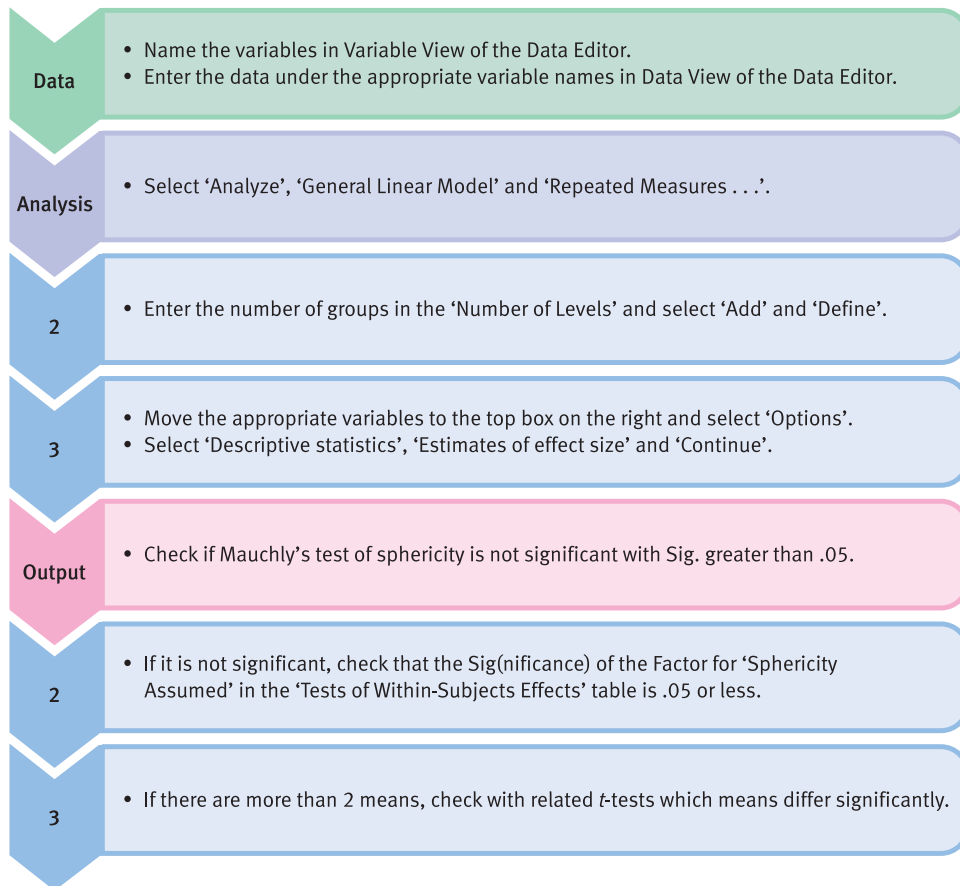 Data
• Name the variables in Variable View of the Data Editor.
• Enter the data under the appropriate variable names in Data View of the Data Editor.
Analysis
• Select ‘Analyze’, ‘General Linear Model’ and ‘Repeated Measures . . .’.
2
• Enter the number of groups in the ‘Number of Levels’ and select ‘Add’ and ‘Define’.
3
• Move the appropriate variables to the top box on the right and select ‘Options’.
• Select ‘Descriptive statistics’, ‘Estimates of effect size’ and ‘Continue’.
Output
• Check if Mauchly’s test of sphericity is not significant with Sig. greater than .05.
2
• If it is not significant, check that the Sig(nificance) of the Factor for ‘Sphericity
Assumed’ in the ‘Tests of Within-Subjects Effects’ table is .05 or less.
3
• If there are more than 2 means, check with related t-tests which means differ significantly.